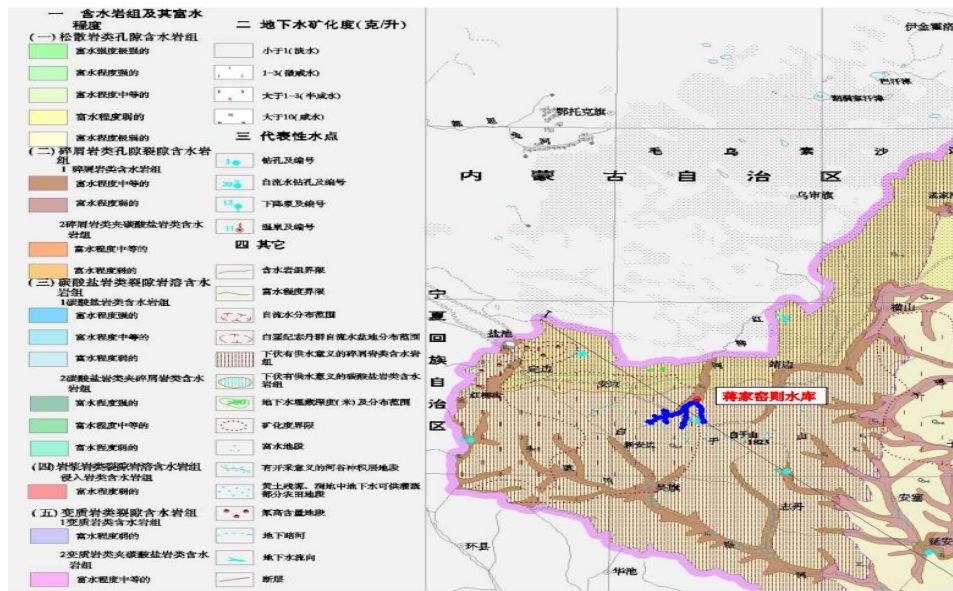 一 含水岩组及其富水
程度
(一)松散岩类孔隙含水岩组
富水强度极强的
富水程度强的
富水程度中等的
富水程度弱的
富水程度极弱的
(二)碎屑岩类孔隙裂隙含水岩
组
1 碎屑岩类含水岩组
富水程度中等的
富水程度弱的
2碎屑岩类夹碳酸盐岩类含水
岩组
富水程度中等的
富水程度弱的
(三)碳酸盐岩类裂隙岩溶含水
岩组
1碳酸盐岩类含水岩组
富水程度强的
富水程度中等的
富水程度弱的
2碳酸盐岩类夹碎屑岩类含水
岩组
富水程度强的
富水程度中等的
富水程度弱的
(四)岩浆岩类裂隙岩溶含水岩组
侵入岩类含水岩组
富水程度弱的
(五)变质岩类裂隙含水岩组
1变质岩类含水岩组
富水程度弱的
2变质岩类夹碳酸盐岩类含水
岩组
富水程度中等的
二 地下水矿化度(克/升)
小于1(淡水)
1-3(微咸水)
大于1-3(半咸水)
大于10(咸水)
三 代表性水点
钻孔及编号
20
自流水钻孔及编号
12
下降泉及编号
11
温泉及编号
四 其它
含水岩组界限
富水程度界限
自流水分布范围
白垩纪志丹群自流水盆地分布范围
下伏有供水意义的碎屑岩类含水岩
组
下伏有供水意义的碳酸盐岩类含水
岩组
地下水埋藏深度(米)及分布范围
矿化度界限
富水地段
有开采意义的河谷冲积层地段
黄土残塬、涧地中地下水可供灌溉
部分农田地段
氟高含量地段
地下暗河
地下水流向
断层
鄂托克旗
毛乌素沙
内蒙古自治区
乌审旗
宁夏回族自治区
盐池
定边
安边
靖边
横山
蒋家窑则水库
新安边
白于山
1823
吴旗
志丹
安塞
延安
环县
华池